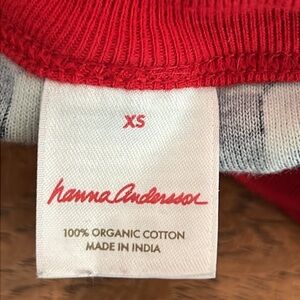 XS
hanna andersson
100% ORGANIC COTTON
MADE IN INDIA